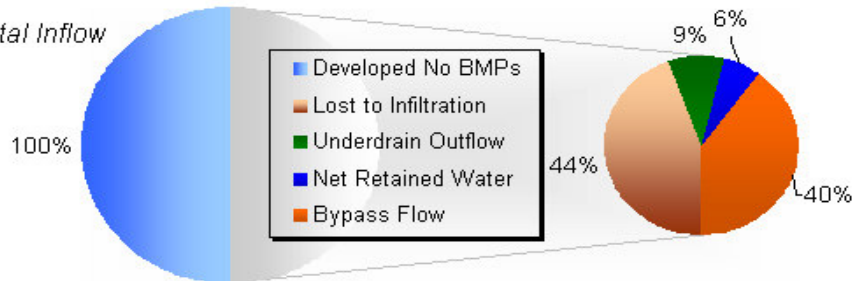 tal Inflow
100%
Developed No BMPs
Lost to Infiltration
Underdrain Outflow
Net Retained Water
Bypass Flow
9%
6%
44%
40%